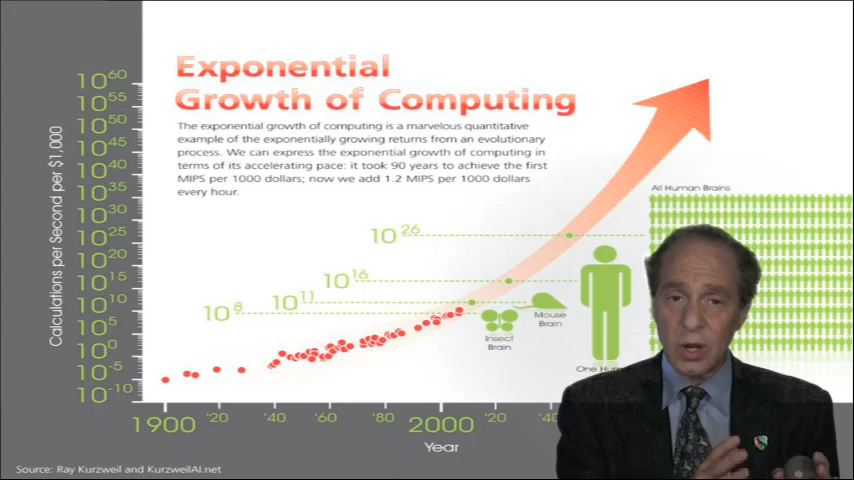 Exponential
Growth of Computing
The exponential growth of computing is a marvelous quantitative
example of the exponentially growing returns from an evolutionary
process. We can express the exponential growth of computing in
terms of its accelerating pace: it took 90 years to achieve the first
MIPS per 1000 dollars; now we add 1.2 MIPS per 1000 dollars
every hour.
Calculations per Second per $1,000
10^60
10^55
10^50
10^45
10^40
10^35
10^30
10^25
10^20
10^15
10^10
10^5
10^0
10^-5
10^-10
All Human Brains
10^26
10^16
10^11
10^8
Mouse
Brain
Insect
Brain
One
1900 '20 '40 '60 '80 2000 '20
Year
Source: Ray Kurzweil and KurzweilAI.net